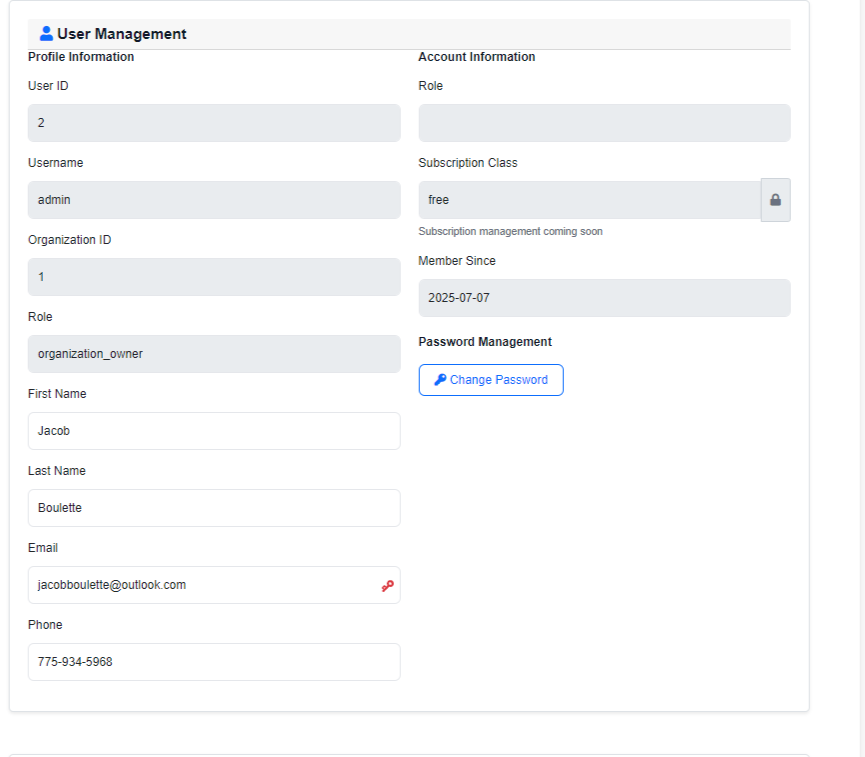 User Management
Profile Information
User ID
2
Username
admin
Organization ID
1
Role
organization_owner
First Name
Jacob
Last Name
Boulette
Email
jacobboulette@outlook.com
Phone
775-934-5968
Account Information
Role
Subscription Class
free
Subscription management coming soon
Member Since
2025-07-07
Password Management
Change Password